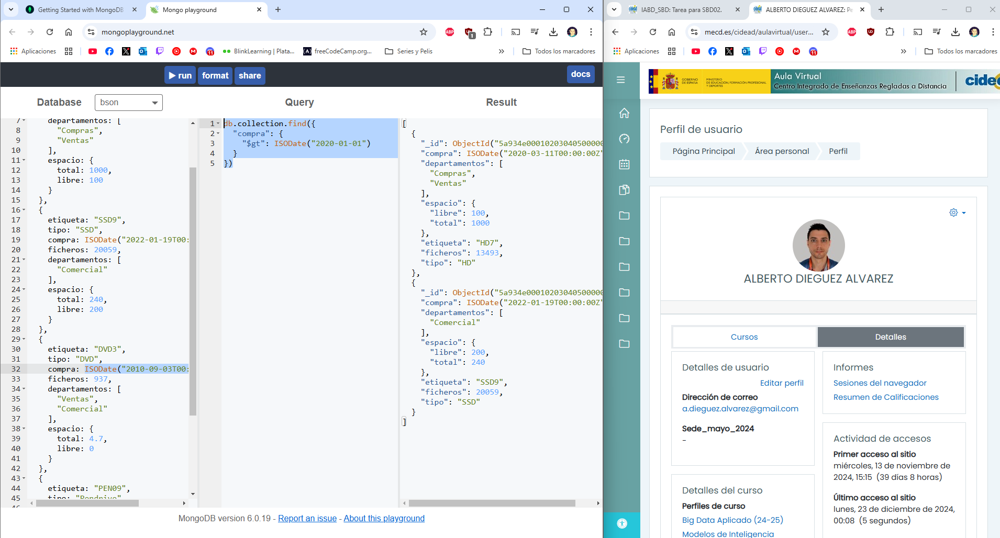 Getting Started with MongoDB
Mongo playground
mongoplayground.net
1
Aplicaciones
BlinkLearning | Plata...
freeCodeCamp.org...
Series y Pelis
Todos los marcadores
run
format
share
docs
Database
bson
Query
Result
7
departamentos: [
8
"Compras",
9
"Ventas"
10
],
11
espacio: {
12
total: 1000,
13
libre: 100
14
}
15
},
16
{
17
etiqueta: "SSD9",
18
tipo: "SSD",
19
compra: ISODate("2022-01-19T00:
20
ficheros: 20059,
21
departamentos: [
22
"Comercial"
23
],
24
espacio: {
25
total: 240,
26
libre: 200
27
}
28
},
29
{
30
etiqueta: "DVD3",
31
tipo: "DVD",
32
compra: ISODate("2010-09-03T00:
33
ficheros: 937,
34
departamentos: [
35
"Ventas",
36
"Comercial"
37
],
38
espacio: {
39
total: 4.7,
40
libre: 0
41
}
42
},
43
{
44
etiqueta: "PEN09",
45
tipo: "Pendrive"
46
1
db.collection.find({
2
"compra": {
3
"$gt": ISODate("2020-01-01")
4
}
5
})
[
{
"_id": ObjectId("5a934e00010203040500000
"compra": ISODate("2020-03-11T00:00:00Z"
"departamentos": [
"Compras",
"Ventas"
],
"espacio": {
"libre": 100,
"total": 1000
},
"etiqueta": "HD7",
"ficheros": 13493,
"tipo": "HD"
},
{
"_id": ObjectId("5a934e00010203040500000
"compra": ISODate("2022-01-19T00:00:00Z"
"departamentos": [
"Comercial"
],
"espacio": {
"libre": 200,
"total": 240
},
"etiqueta": "SSD9",
"ficheros": 20059,
"tipo": "SSD"
}
]
MongoDB version 6.0.19 - Report an issue - About this playground
IABD_SBD: Tarea para SBD02.
ALBERTO DIEGUEZ ALVAREZ: Pe
mecd.es/cidead/aulavirtual/user...
Aplicaciones
Todos los marcadores
GOBIERNO
DE ESPAÑA
MINISTERIO
DE EDUCACIÓN, FORMACIÓN PROFESIONAL
Y DEPORTES
Aula Virtual
Centro Integrado de Enseñanzas Regladas a Distancia
cide
Perfil de usuario
Página Principal
Área personal
Perfil
ALBERTO DIEGUEZ ALVAREZ
Cursos
Detalles
Detalles de usuario
Editar perfil
Dirección de correo
a.dieguez.alvarez@gmail.com
Sede_mayo_2024
-
Detalles del curso
Perfiles de curso
Big Data Aplicado (24-25)
Modelos de Inteligencia
Informes
Sesiones del navegador
Resumen de Calificaciones
Actividad de accesos
Primer acceso al sitio
miércoles, 13 de noviembre de
2024, 15:15 (39 días 8 horas)
Último acceso al sitio
lunes, 23 de diciembre de 2024,
00:08 (5 segundos)